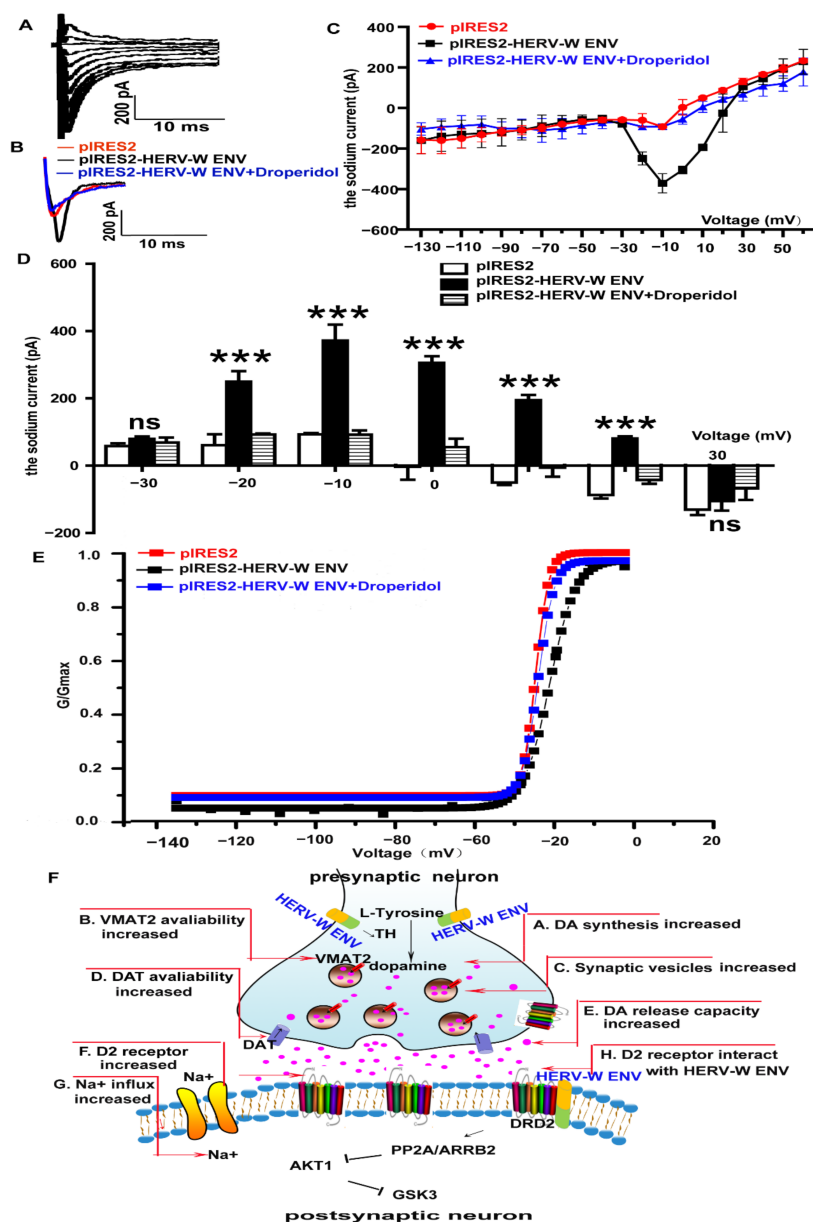 A
200 pA
10 ms
B
pIRES2
pIRES2-HERV-W ENV
pIRES2-HERV-W ENV+Droperidol
200 pA
10 ms
C
the sodium current (pA)
400
200
0
−200
−400
−600
pIRES2
pIRES2-HERV-W ENV
pIRES2-HERV-W ENV+Droperidol
Voltage (mV)
−130 −110 −90 −70 −50 −30 −10 10 30 50
D
the sodium current (pA)
600
400
200
0
−200
pIRES2
pIRES2-HERV-W ENV
pIRES2-HERV-W ENV+Droperidol
ns
***
***
***
***
***
ns
Voltage (mV)
−30 −20 −10 0 30
E
pIRES2
pIRES2-HERV-W ENV
pIRES2-HERV-W ENV+Droperidol
G/Gmax
1.0
0.8
0.6
0.4
0.2
0.0
−140 −120 −100 −80 −60 −40 −20 0 20
Voltage (mV)
F
presynaptic neuron
HERV-W ENV
L-Tyrosine
HERV-W ENV
TH
VMAT2
dopamine
B. VMAT2 avaliability
increased
A. DA synthesis increased
D. DAT avaliability
increased
C. Synaptic vesicles increased
DAT
E. DA release capacity
increased
F. D2 receptor
increased
H. D2 receptor interact
with HERV-W ENV
HERV-W ENV
G. Na+ influx
increased
Na+
Na+
DRD2
PP2A/ARRB2
AKT1
GSK3
postsynaptic neuron